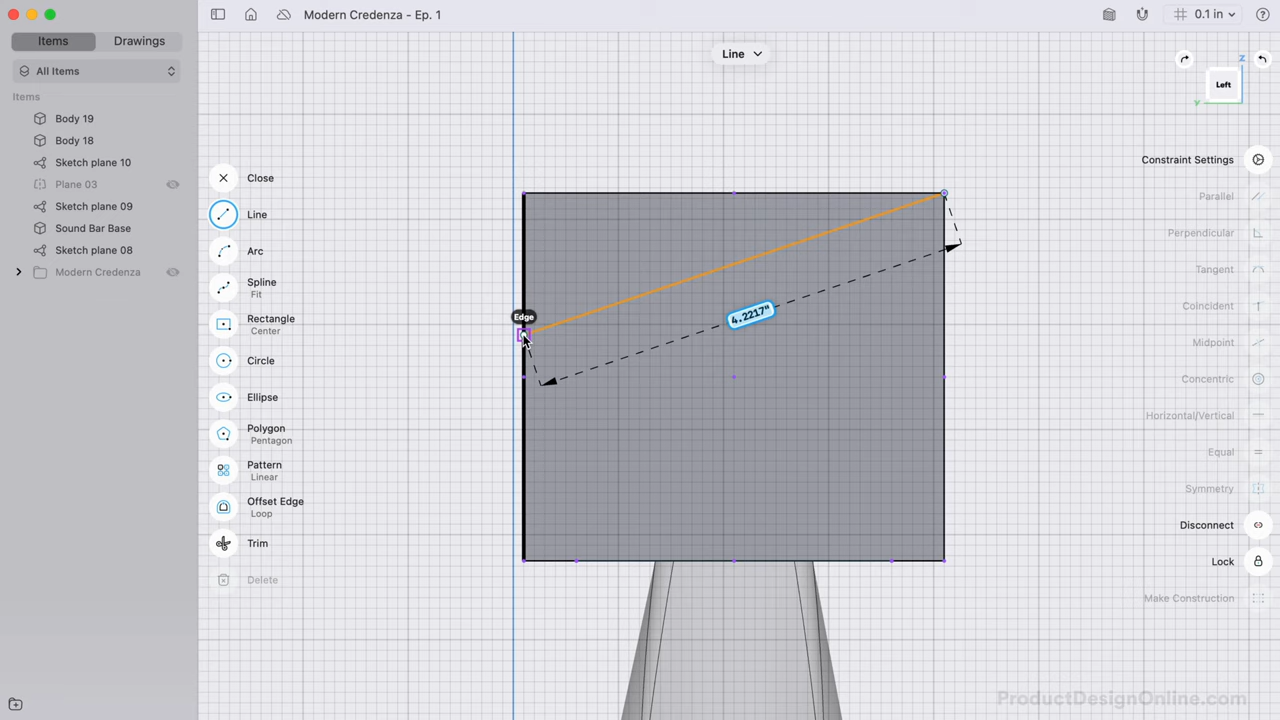 Modern Credenza - Ep. 1
0.1 in
Items
Drawings
All Items
Items
Body 19
Body 18
Sketch plane 10
Plane 03
Sketch plane 09
Sound Bar Base
Sketch plane 08
Modern Credenza
Line
Z
Left
Y
Close
Line
Arc
Spline
Fit
Rectangle
Center
Circle
Ellipse
Polygon
Pentagon
Pattern
Linear
Offset Edge
Loop
Trim
Delete
Edge
4.2217"
Constraint Settings
Parallel
Perpendicular
Tangent
Coincident
Midpoint
Concentric
Horizontal/Vertical
Equal
Symmetry
Disconnect
Lock
Make Construction
ProductDesignOnline.com